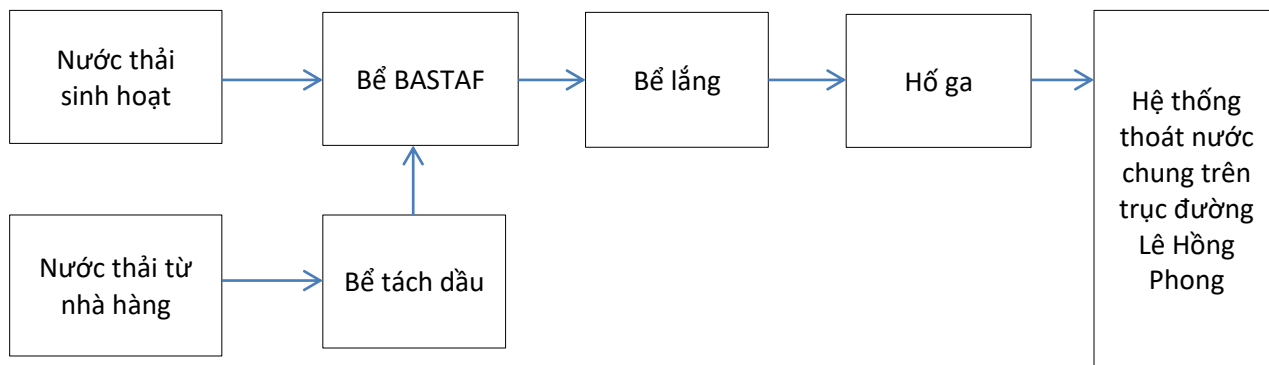 Nước thải
sinh hoạt
Bể BASTAF
Bể lắng
Hố ga
Hệ thống
thoát nước
chung trên
trục đường
Lê Hồng
Phong
Nước thải từ
nhà hàng
Bể tách dầu